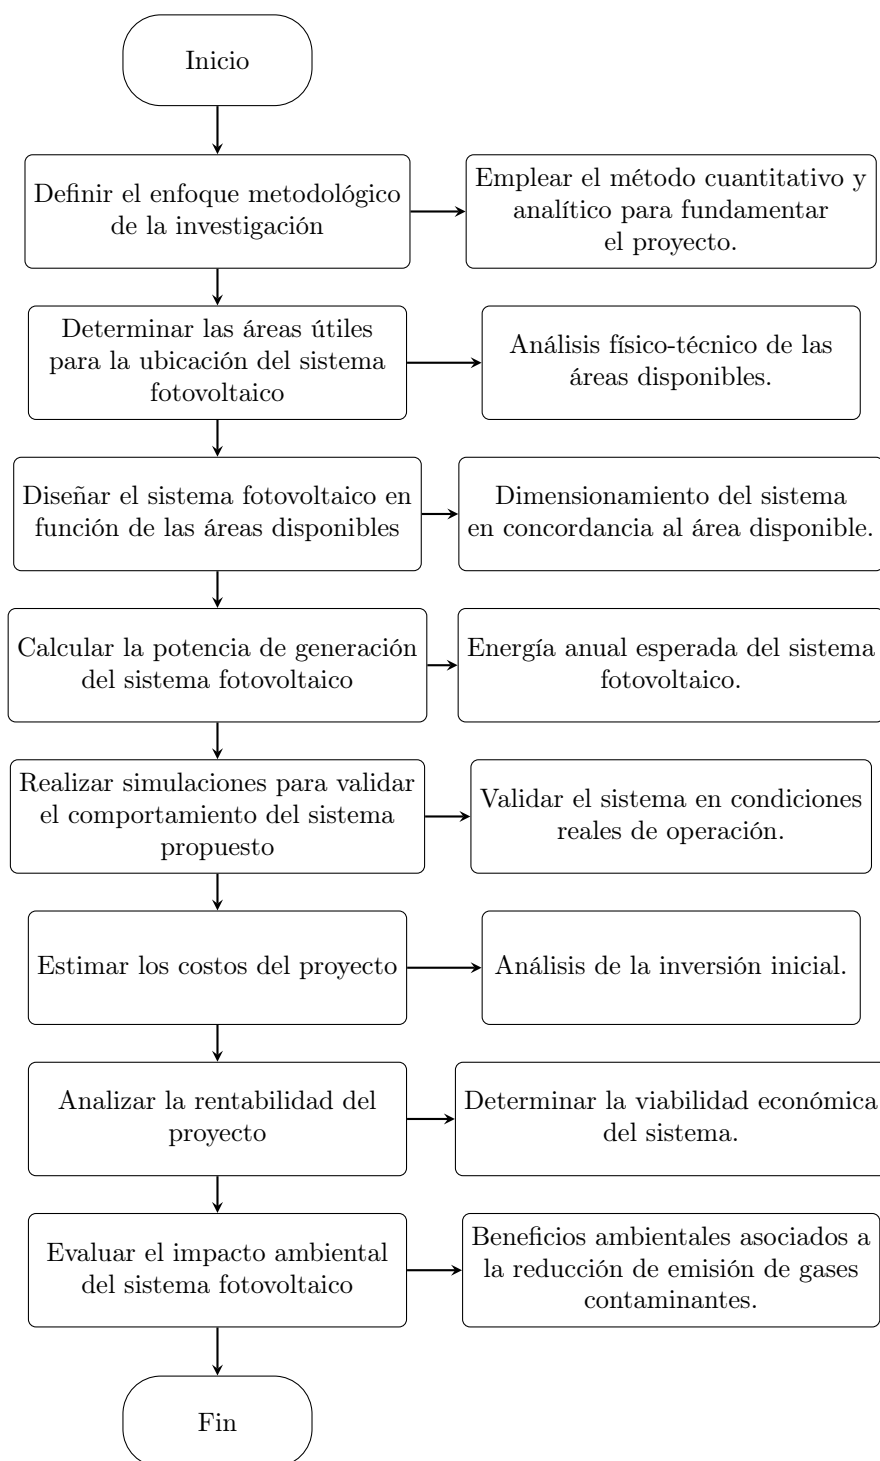 Inicio
Definir el enfoque metodológico
de la investigación
Emplear el método cuantitativo y
analítico para fundamentar
el proyecto.
Determinar las áreas útiles
para la ubicación del sistema
fotovoltaico
Análisis físico-técnico de las
áreas disponibles.
Diseñar el sistema fotovoltaico en
función de las áreas disponibles
Dimensionamiento del sistema
en concordancia al área disponible.
Calcular la potencia de generación
del sistema fotovoltaico
Energía anual esperada del sistema
fotovoltaico.
Realizar simulaciones para validar
el comportamiento del sistema
propuesto
Validar el sistema en condiciones
reales de operación.
Estimar los costos del proyecto
Análisis de la inversión inicial.
Analizar la rentabilidad del
proyecto
Determinar la viabilidad económica
del sistema.
Evaluar el impacto ambiental
del sistema fotovoltaico
Beneficios ambientales asociados a
la reducción de emisión de gases
contaminantes.
Fin